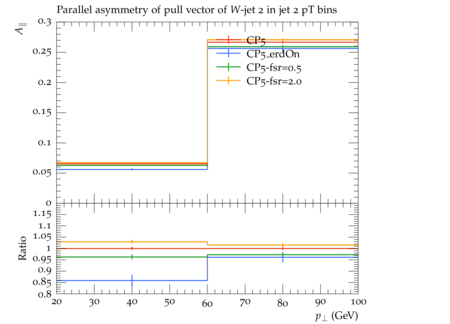 Parallel asymmetry of pull vector of W-jet 2 in jet 2 pT bins
A∥
0.3
0.25
0.2
0.15
0.1
0.05
0
CP5
CP5_erdOn
CP5-fsr=0.5
CP5-fsr=2.0
Ratio
1.15
1.1
1.05
1
0.95
0.9
0.85
0.8
20 30 40 50 60 70 80 90 100
p⊥ (GeV)